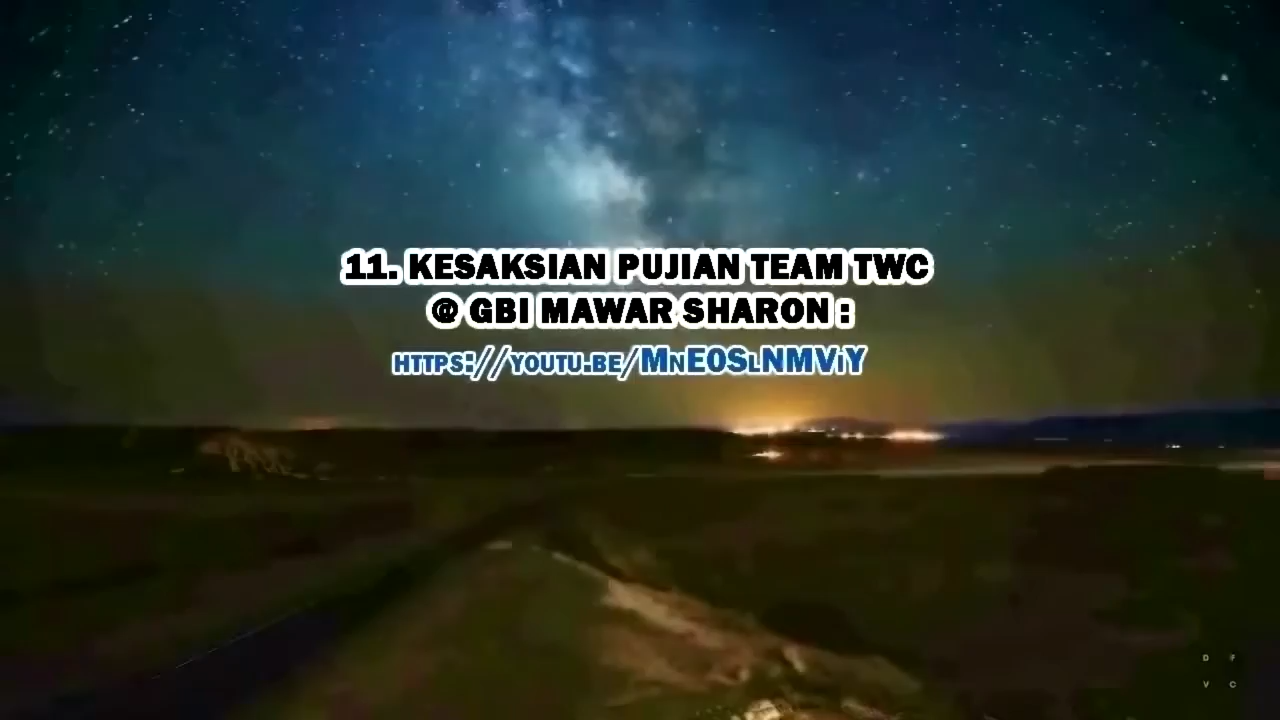 11. KESAKSIAN PUJIAN TEAM TWC
@ GBI MAWAR SHARON :
https://youtu.be/MnEOSlNMViY
D F
V C